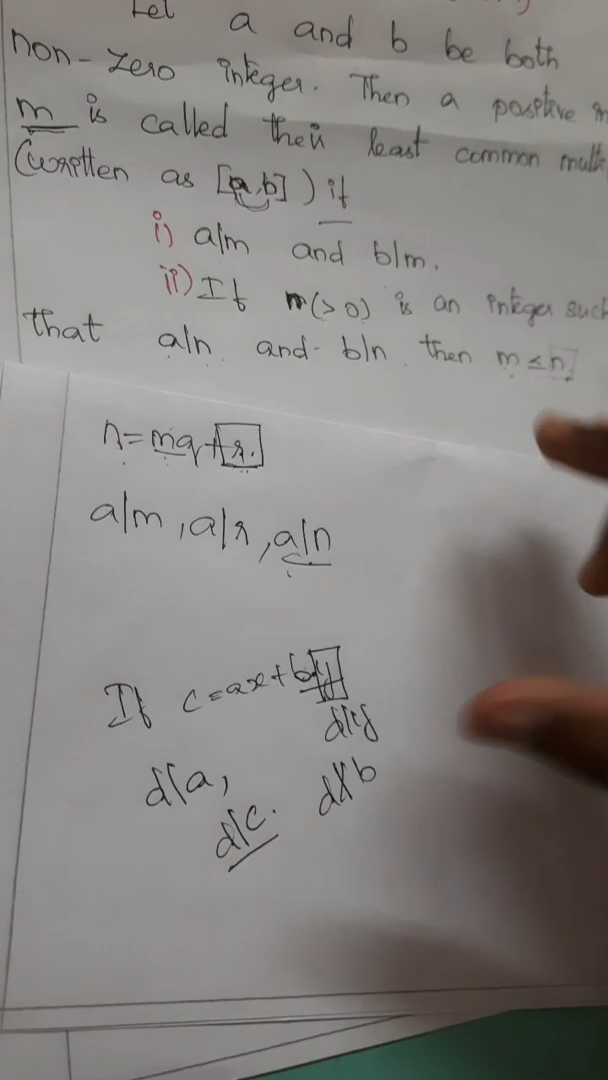 Let a and b be both
non-zero integer. Then a positive in
m is called their least common mult
(written as [a,b]) if
i) a|m and b|m.
ii) If n(>0) is an integer such
that a|n and b|n then m ≤ n.
n = mq + r.
a|m, a|r, a|n
If c = ax + by
d|y
d|a, d∤b
d|c.